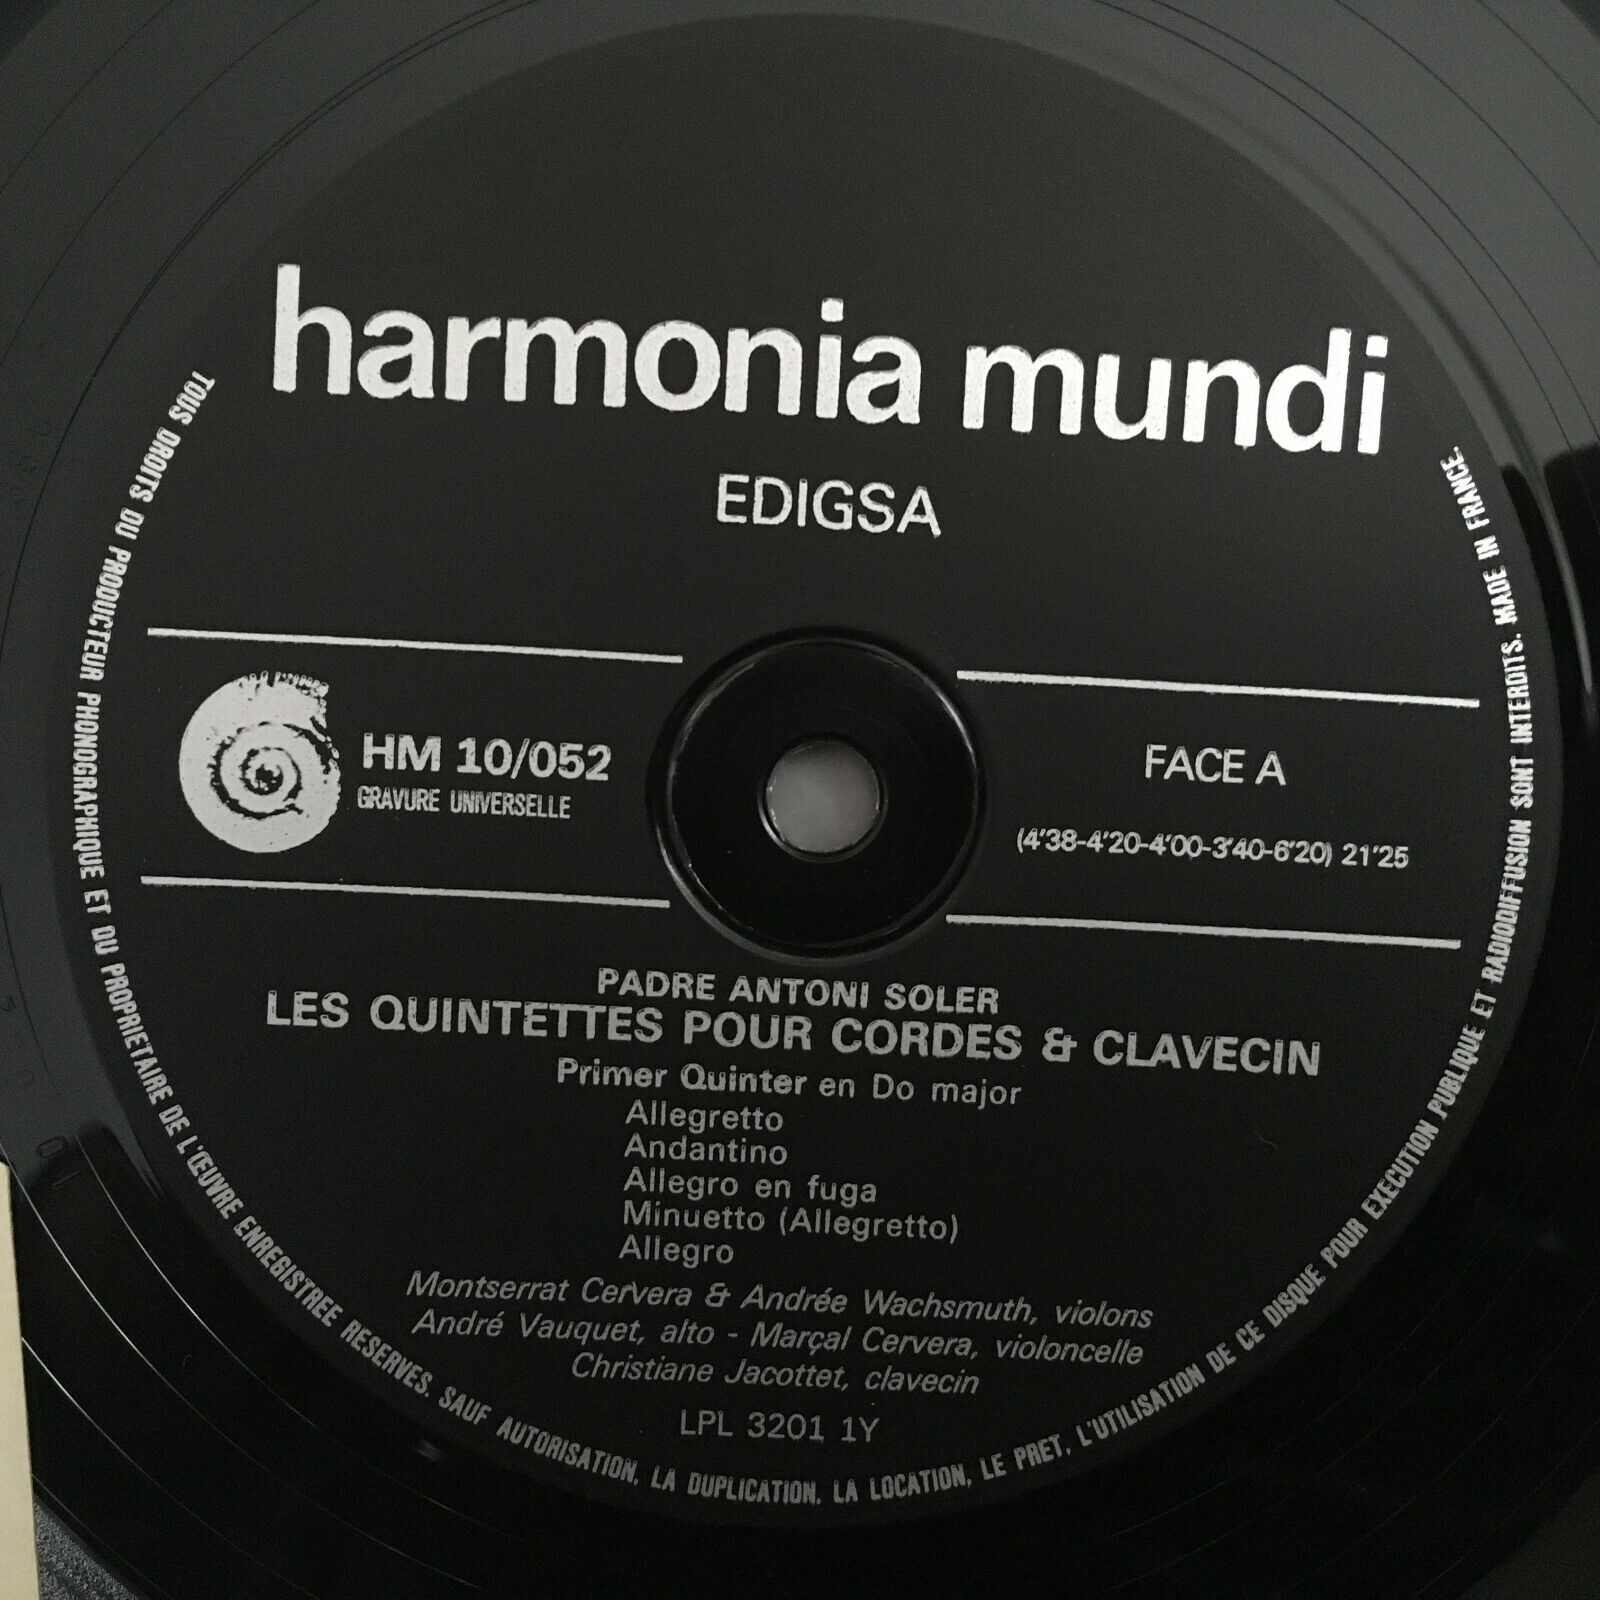 harmonia mundi
EDIGSA
HM 10/052
GRAVURE UNIVERSELLE
FACE A
(4'38-4'20-4'00-3'40-6'20) 21'25
PADRE ANTONI SOLER
LES QUINTETTES POUR CORDES & CLAVECIN
Primer Quinter en Do major
Allegretto
Andantino
Allegro en fuga
Minuetto (Allegretto)
Allegro
Montserrat Cervera & Andrée Wachsmuth, violons
André Vauquet, alto - Marçal Cervera, violoncelle
Christiane Jacottet, clavecin
LPL 3201 1Y
TOUS DROITS DU PRODUCTEUR PHONOGRAPHIQUE ET DU PROPRIETAIRE DE L'ŒUVRE ENREGISTREE RESERVES. SAUF AUTORISATION, LA DUPLICATION, LA LOCATION, LE PRET, L'UTILISATION DE CE DISQUE POUR EXECUTION PUBLIQUE ET RADIODIFFUSION SONT INTERDITS. MADE IN FRANCE.